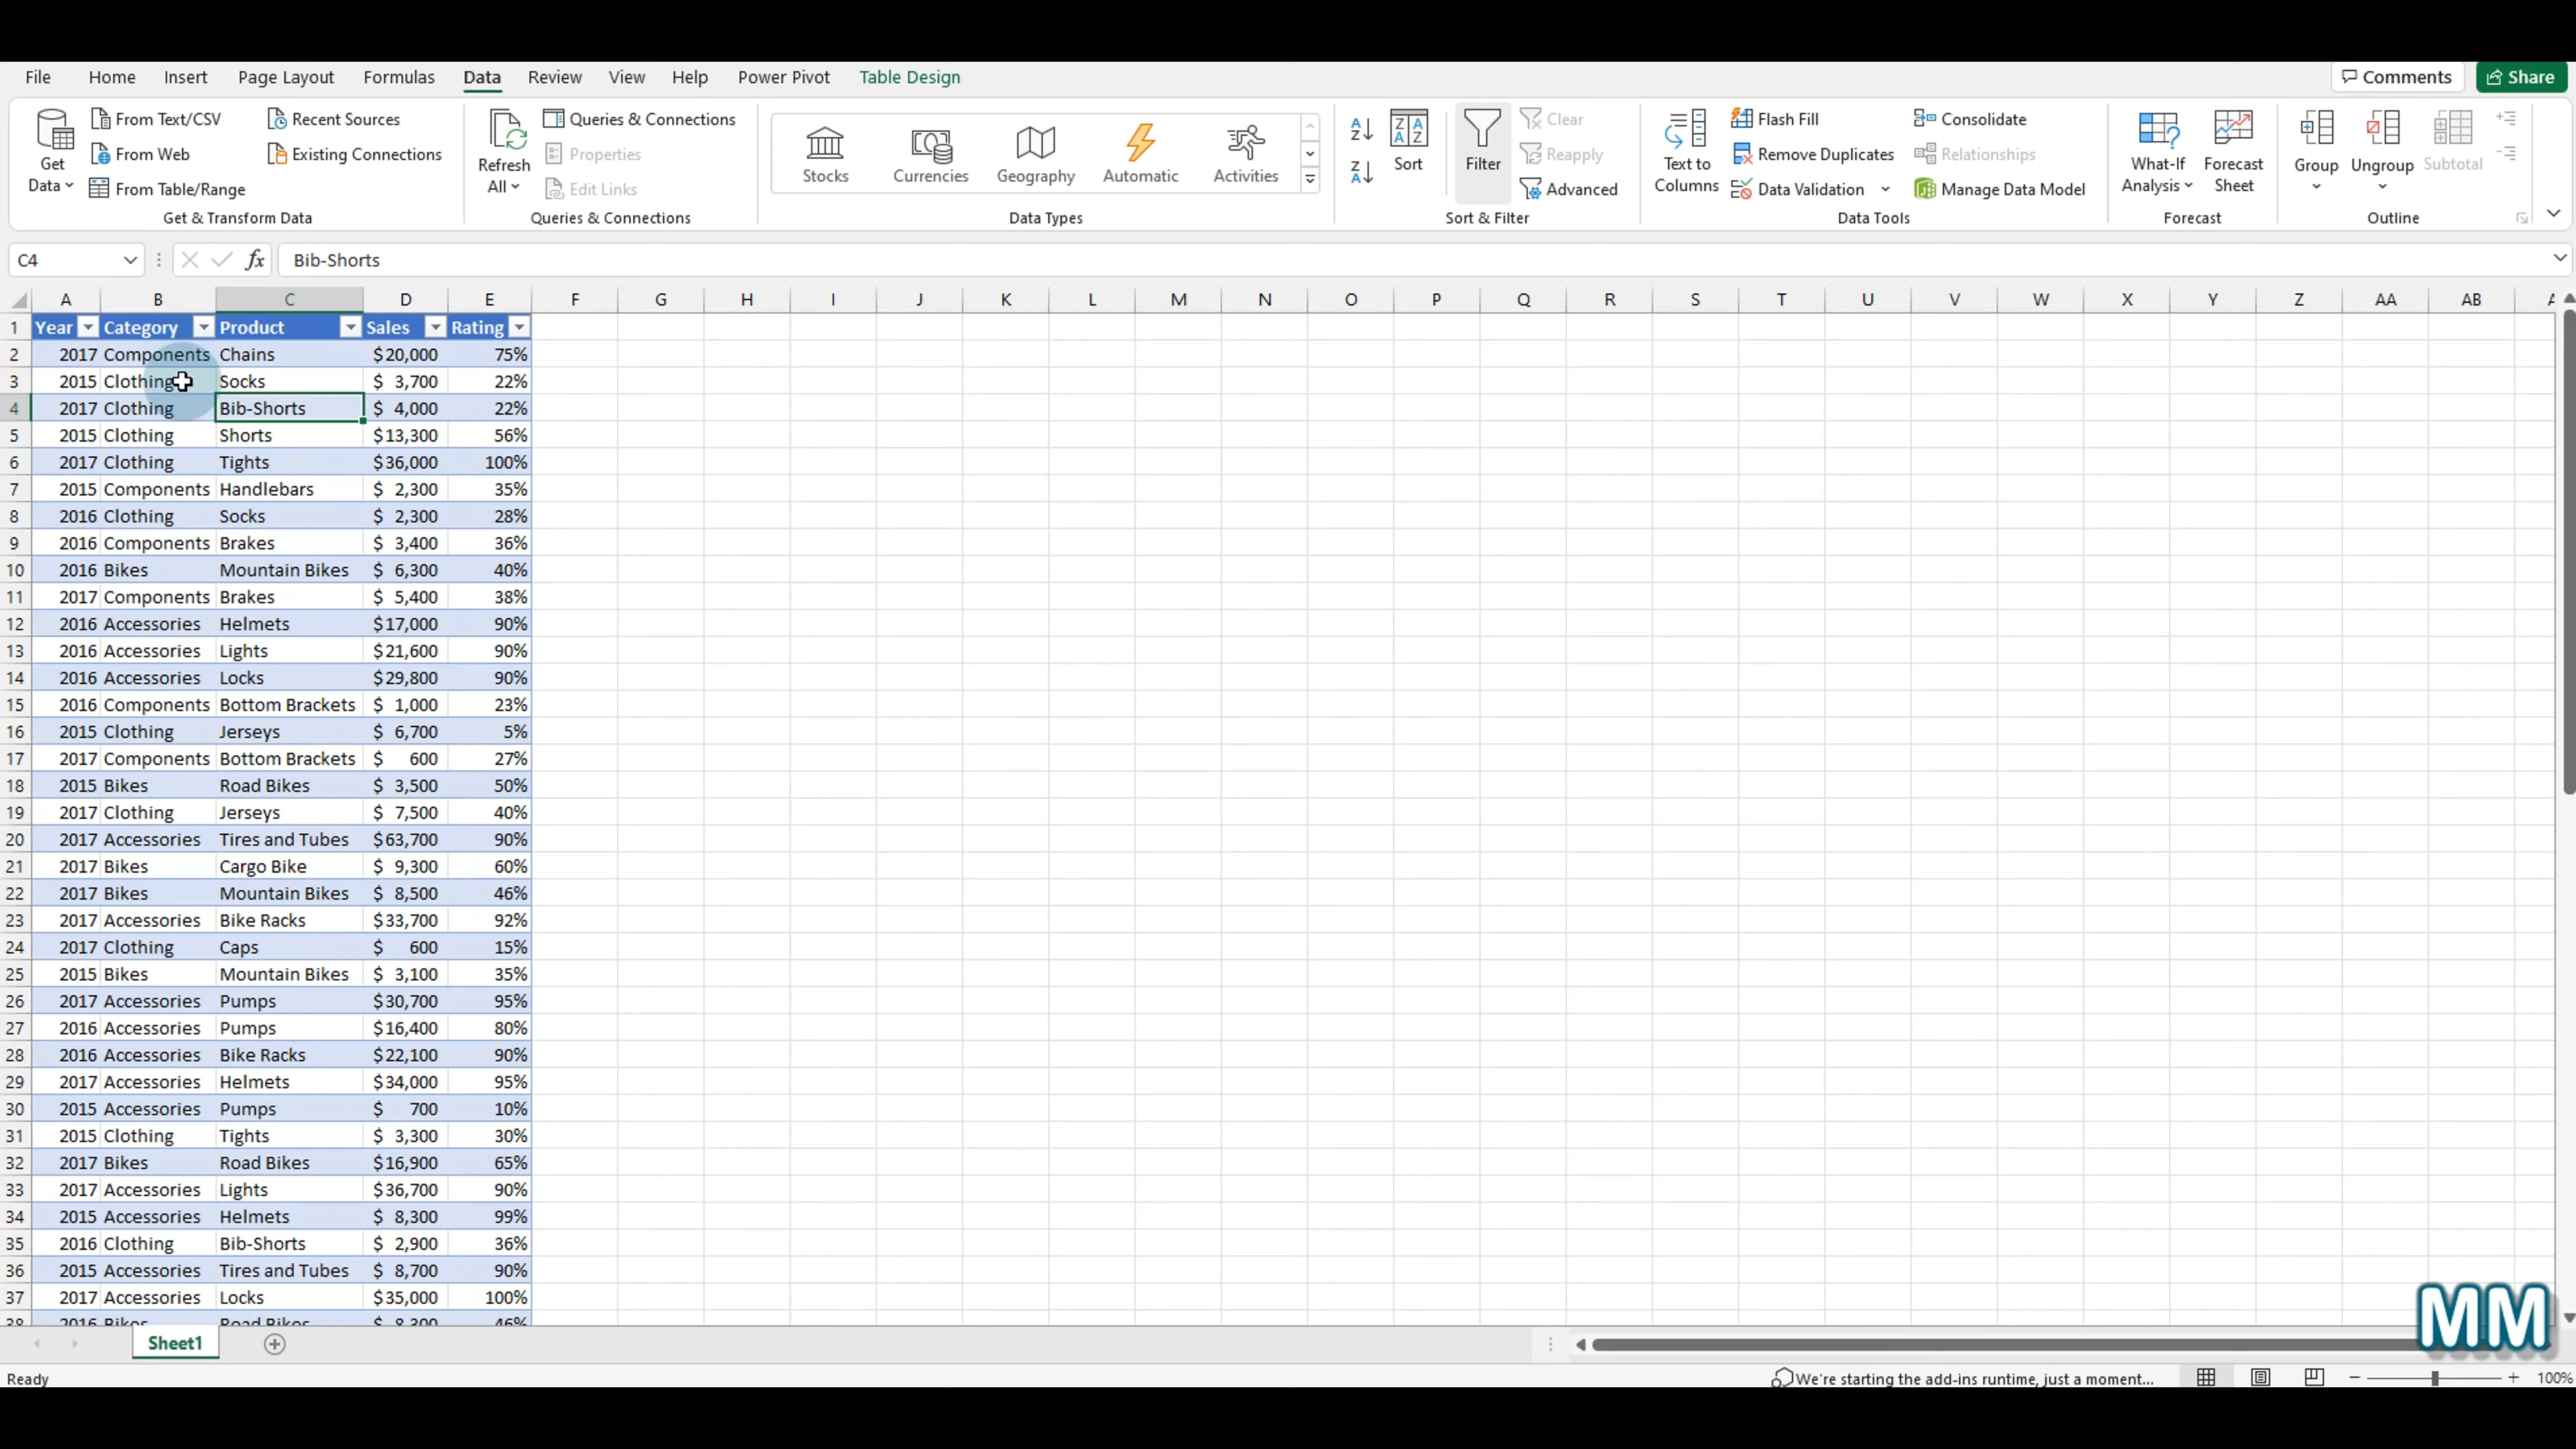 File Home Insert Page Layout Formulas Data Review View Help Power Pivot Table Design Comments Share
Get Data
From Text/CSV
From Web
From Table/Range
Recent Sources
Existing Connections
Get & Transform Data
Refresh All
Queries & Connections
Properties
Edit Links
Queries & Connections
Stocks Currencies Geography Automatic Activities
Data Types
Sort
Filter
Clear
Reapply
Advanced
Sort & Filter
Text to Columns
Flash Fill
Remove Duplicates
Data Validation
Consolidate
Relationships
Manage Data Model
Data Tools
What-If Analysis
Forecast Sheet
Forecast
Group
Ungroup
Subtotal
Outline
C4 fx Bib-Shorts
A B C D E F G H I J K L M N O P Q R S T U V W X Y Z AA AB
1 Year Category Product Sales Rating
2 2017 Components Chains $20,000 75%
3 2015 Clothing Socks $ 3,700 22%
4 2017 Clothing Bib-Shorts $ 4,000 22%
5 2015 Clothing Shorts $13,300 56%
6 2017 Clothing Tights $36,000 100%
7 2015 Components Handlebars $ 2,300 35%
8 2016 Clothing Socks $ 2,300 28%
9 2016 Components Brakes $ 3,400 36%
10 2016 Bikes Mountain Bikes $ 6,300 40%
11 2017 Components Brakes $ 5,400 38%
12 2016 Accessories Helmets $17,000 90%
13 2016 Accessories Lights $21,600 90%
14 2016 Accessories Locks $29,800 90%
15 2016 Components Bottom Brackets $ 1,000 23%
16 2015 Clothing Jerseys $ 6,700 5%
17 2017 Components Bottom Brackets $ 600 27%
18 2015 Bikes Road Bikes $ 3,500 50%
19 2017 Clothing Jerseys $ 7,500 40%
20 2017 Accessories Tires and Tubes $63,700 90%
21 2017 Bikes Cargo Bike $ 9,300 60%
22 2017 Bikes Mountain Bikes $ 8,500 46%
23 2017 Accessories Bike Racks $33,700 92%
24 2017 Clothing Caps $ 600 15%
25 2015 Bikes Mountain Bikes $ 3,100 35%
26 2017 Accessories Pumps $30,700 95%
27 2016 Accessories Pumps $16,400 80%
28 2016 Accessories Bike Racks $22,100 90%
29 2017 Accessories Helmets $34,000 95%
30 2015 Accessories Pumps $ 700 10%
31 2015 Clothing Tights $ 3,300 30%
32 2017 Bikes Road Bikes $16,900 65%
33 2017 Accessories Lights $36,700 90%
34 2015 Accessories Helmets $ 8,300 99%
35 2016 Clothing Bib-Shorts $ 2,900 36%
36 2015 Accessories Tires and Tubes $ 8,700 90%
37 2017 Accessories Locks $35,000 100%
38 2016 Bikes Road Bikes $ 8,300 46%
MM
Sheet1
Ready We're starting the add-ins runtime, just a moment... 100%